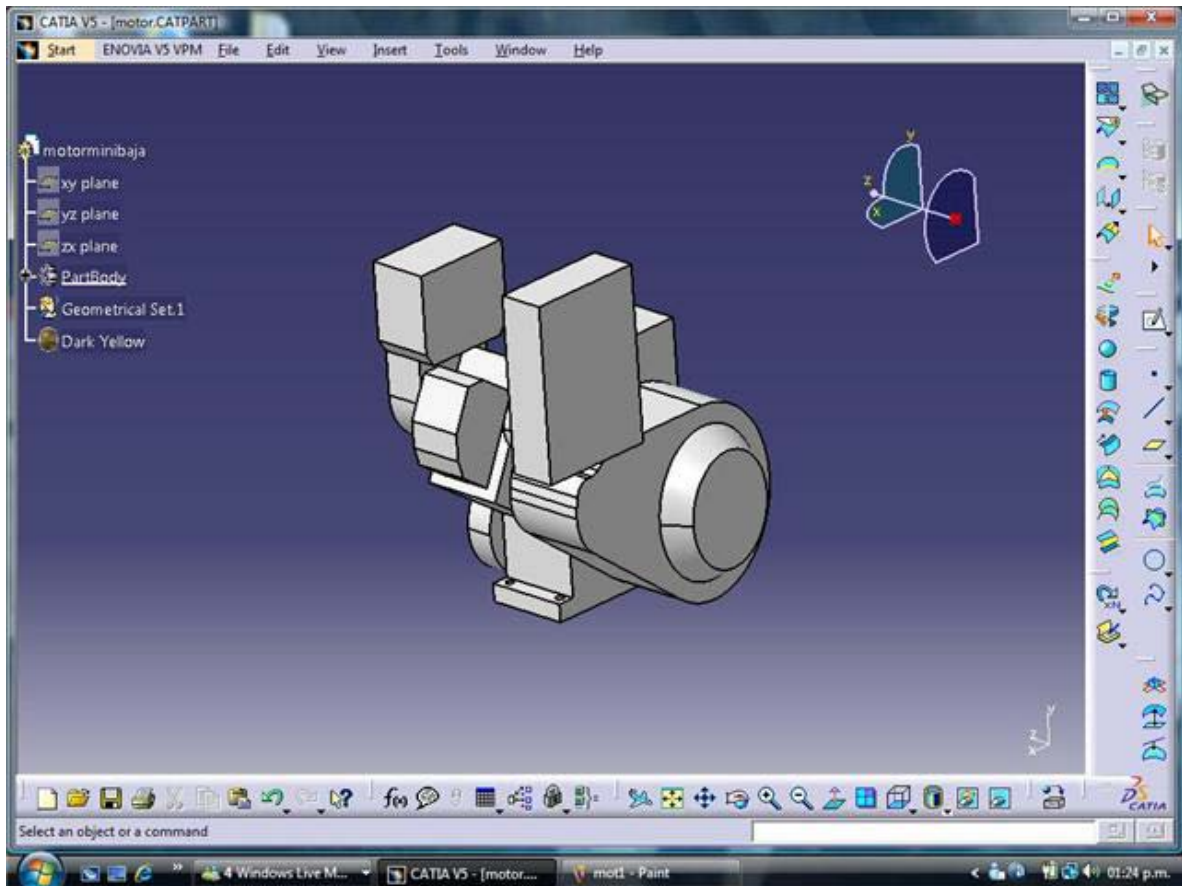 CATIA V5 - [motor.CATPART]
Start ENOVIA V5 VPM File Edit View Insert Tools Window Help
motorminibaja
xy plane
yz plane
zx plane
PartBody
Geometrical Set.1
Dark Yellow
y
z
x
y
z
x
xN
f(x)
CATIA
Select an object or a command
4 Windows Live M... CATIA V5 - [motor.... mot1 - Paint 01:24 p.m.